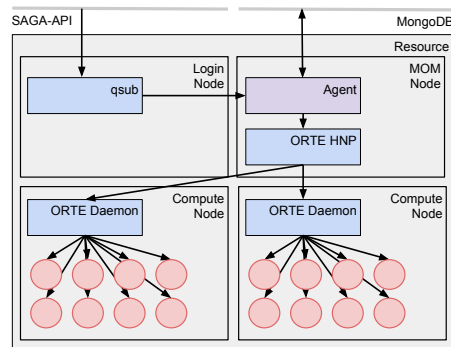 SAGA-API
MongoDB
Resource
Login
Node
MOM
Node
qsub
Agent
ORTE HNP
Compute
Node
Compute
Node
ORTE Daemon
ORTE Daemon